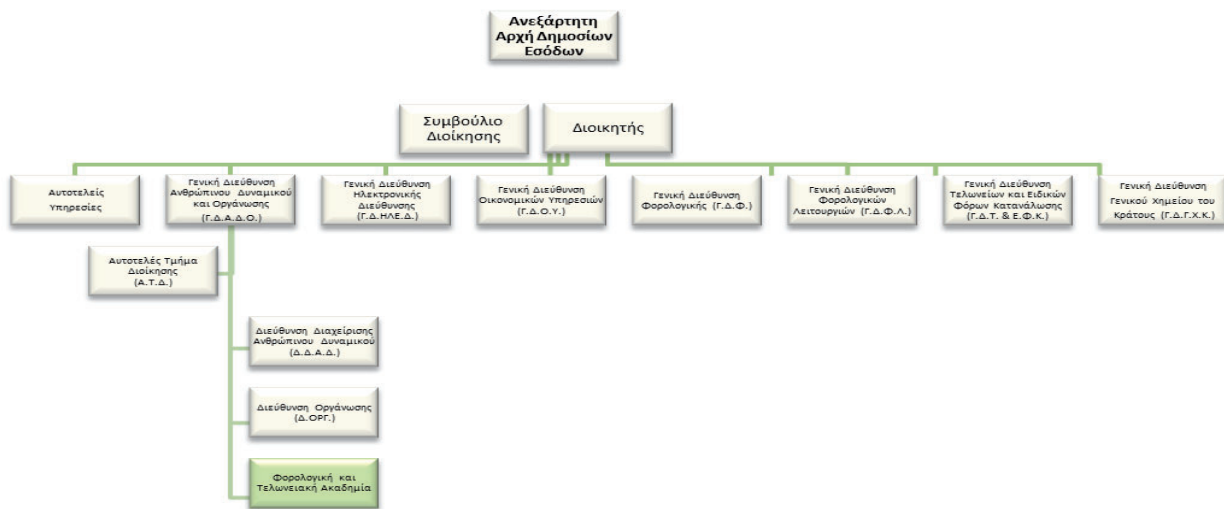 Ανεξάρτητη
Αρχή Δημοσίων
Εσόδων
Συμβούλιο
Διοίκησης
Διοικητής
Αυτοτελείς
Υπηρεσίες
Γενική Διεύθυνση
Ανθρώπινου Δυναμικού
και Οργάνωσης
(Γ.Δ.Α.Δ.Ο.)
Γενική Διεύθυνση
Ηλεκτρονικής
Διεύθυνσης
(Γ.Δ.ΗΛΕ.Δ.)
Γενική Διεύθυνση
Οικονομικών Υπηρεσιών
(Γ.Δ.Ο.Υ.)
Γενική Διεύθυνση
Φορολογικής (Γ.Δ.Φ.)
Γενική Διεύθυνση
Φορολογικών
Λειτουργιών (Γ.Δ.Φ.Λ.)
Γενική Διεύθυνση
Τελωνείων και Ειδικών
Φόρων Κατανάλωσης
(Γ.Δ.Τ. & Ε.Φ.Κ.)
Γενική Διεύθυνση
Γενικού Χημείου του
Κράτους (Γ.Δ.Γ.Χ.Κ.)
Αυτοτελές Τμήμα
Διοίκησης
(Α.Τ.Δ.)
Διεύθυνση Διαχείρισης
Ανθρώπινου Δυναμικού
(Δ.Δ.Α.Δ.)
Διεύθυνση Οργάνωσης
(Δ.ΟΡΓ.)
Φορολογική και
Τελωνειακή Ακαδημία